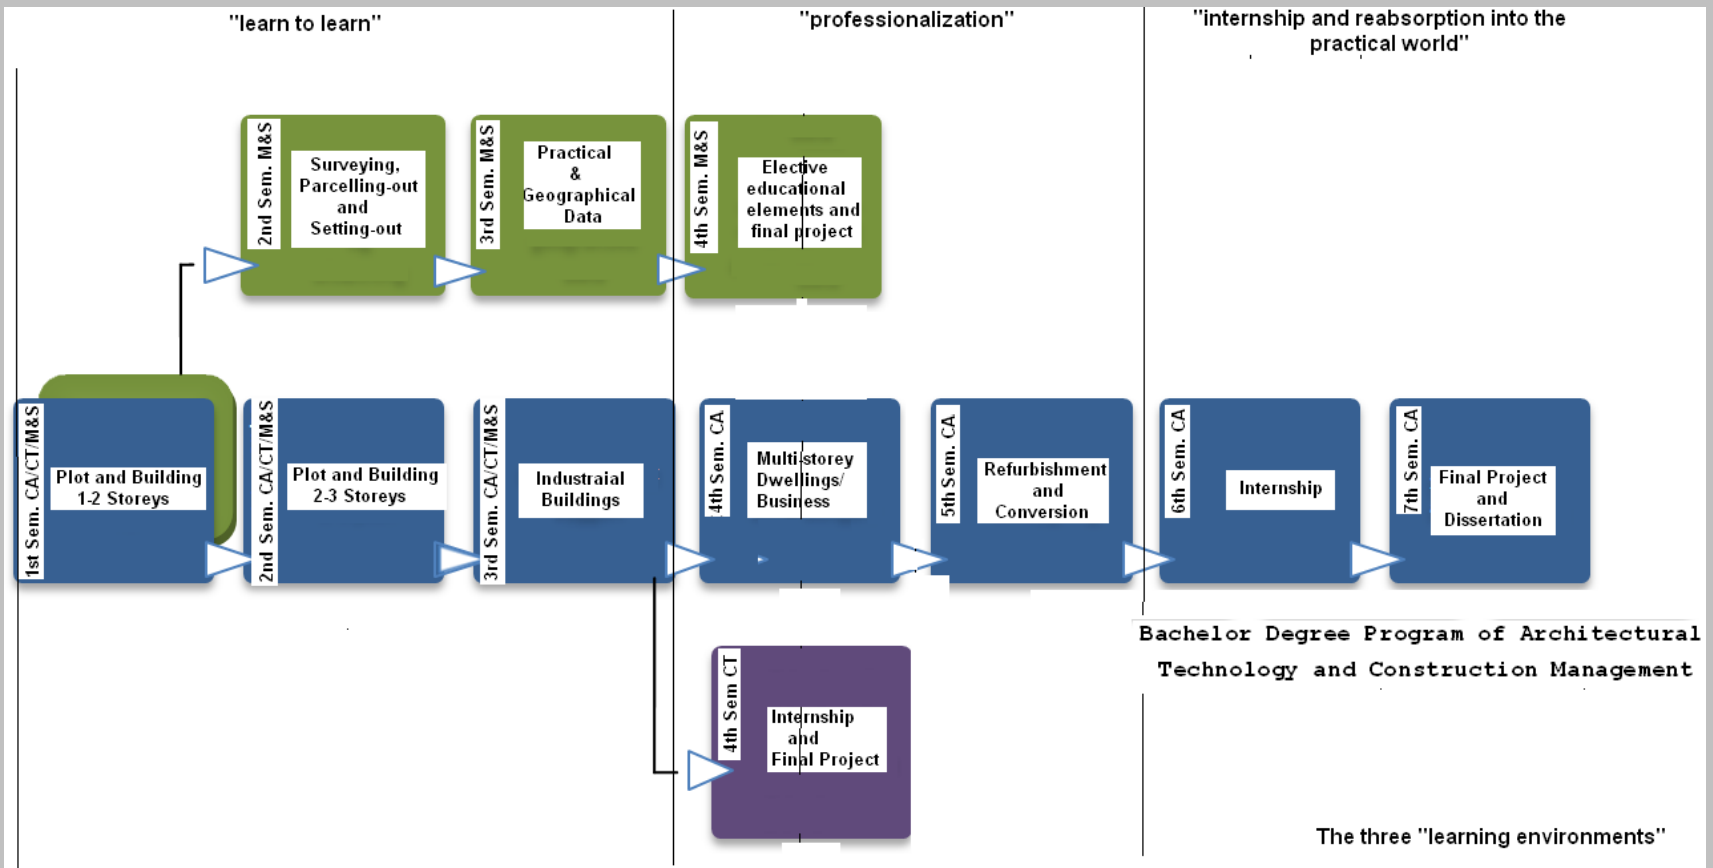 "learn to learn"
"professionalization"
"internship and reabsorption into the
practical world"
2nd Sem. M&S
Surveying,
Parcelling-out
and
Setting-out
3rd Sem. M&S
Practical
&
Geographical
Data
4th Sem. M&S
Elective
educational
elements and
final project
1st Sem. CA/CT/M&S
Plot and Building
1-2 Storeys
2nd Sem. CA/CT/M&S
Plot and Building
2-3 Storeys
3rd Sem. CA/CT/M&S
Industraial
Buildings
4th Sem. CA
Multi-storey
Dwellings/
Business
5th Sem. CA
Refurbishment
and
Conversion
6th Sem. CA
Internship
7th Sem. CA
Final Project
and
Dissertation
4th Sem CT
Internship
and
Final Project
Bachelor Degree Program of Architectural
Technology and Construction Management
The three "learning environments"